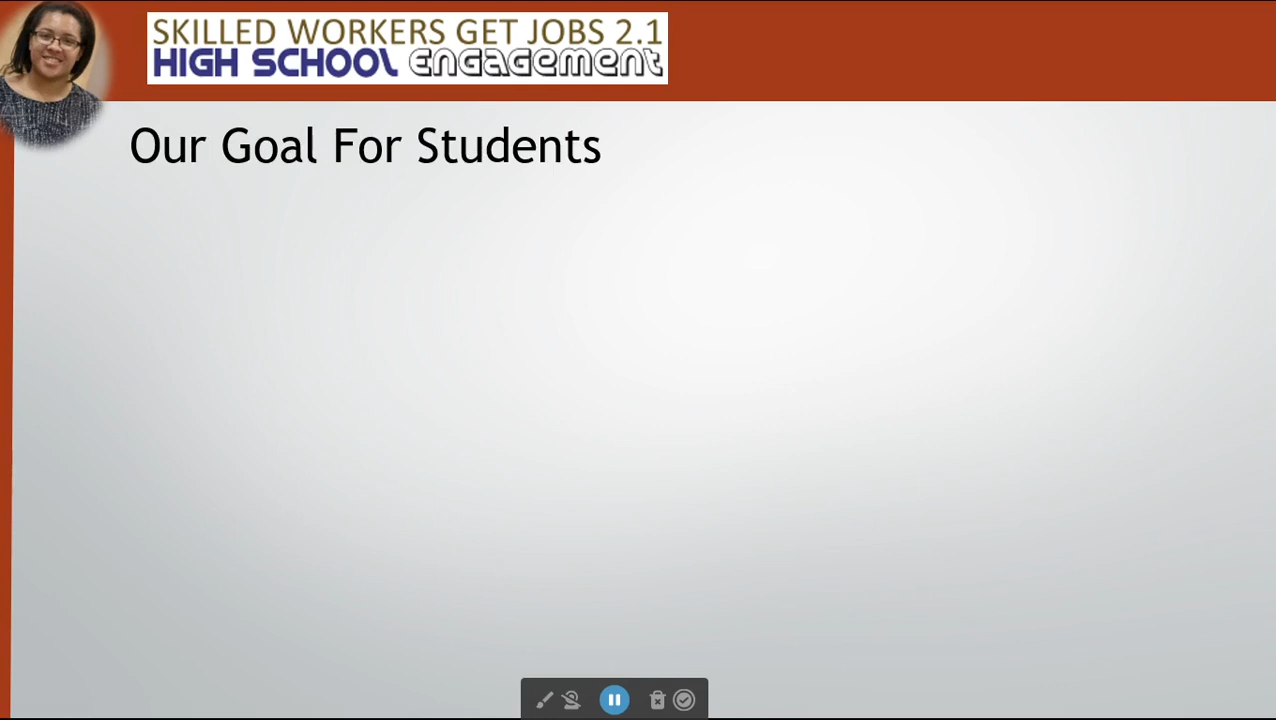 SKILLED WORKERS GET JOBS 2.1
HIGH SCHOOL ENGAGEMENT
Our Goal For Students